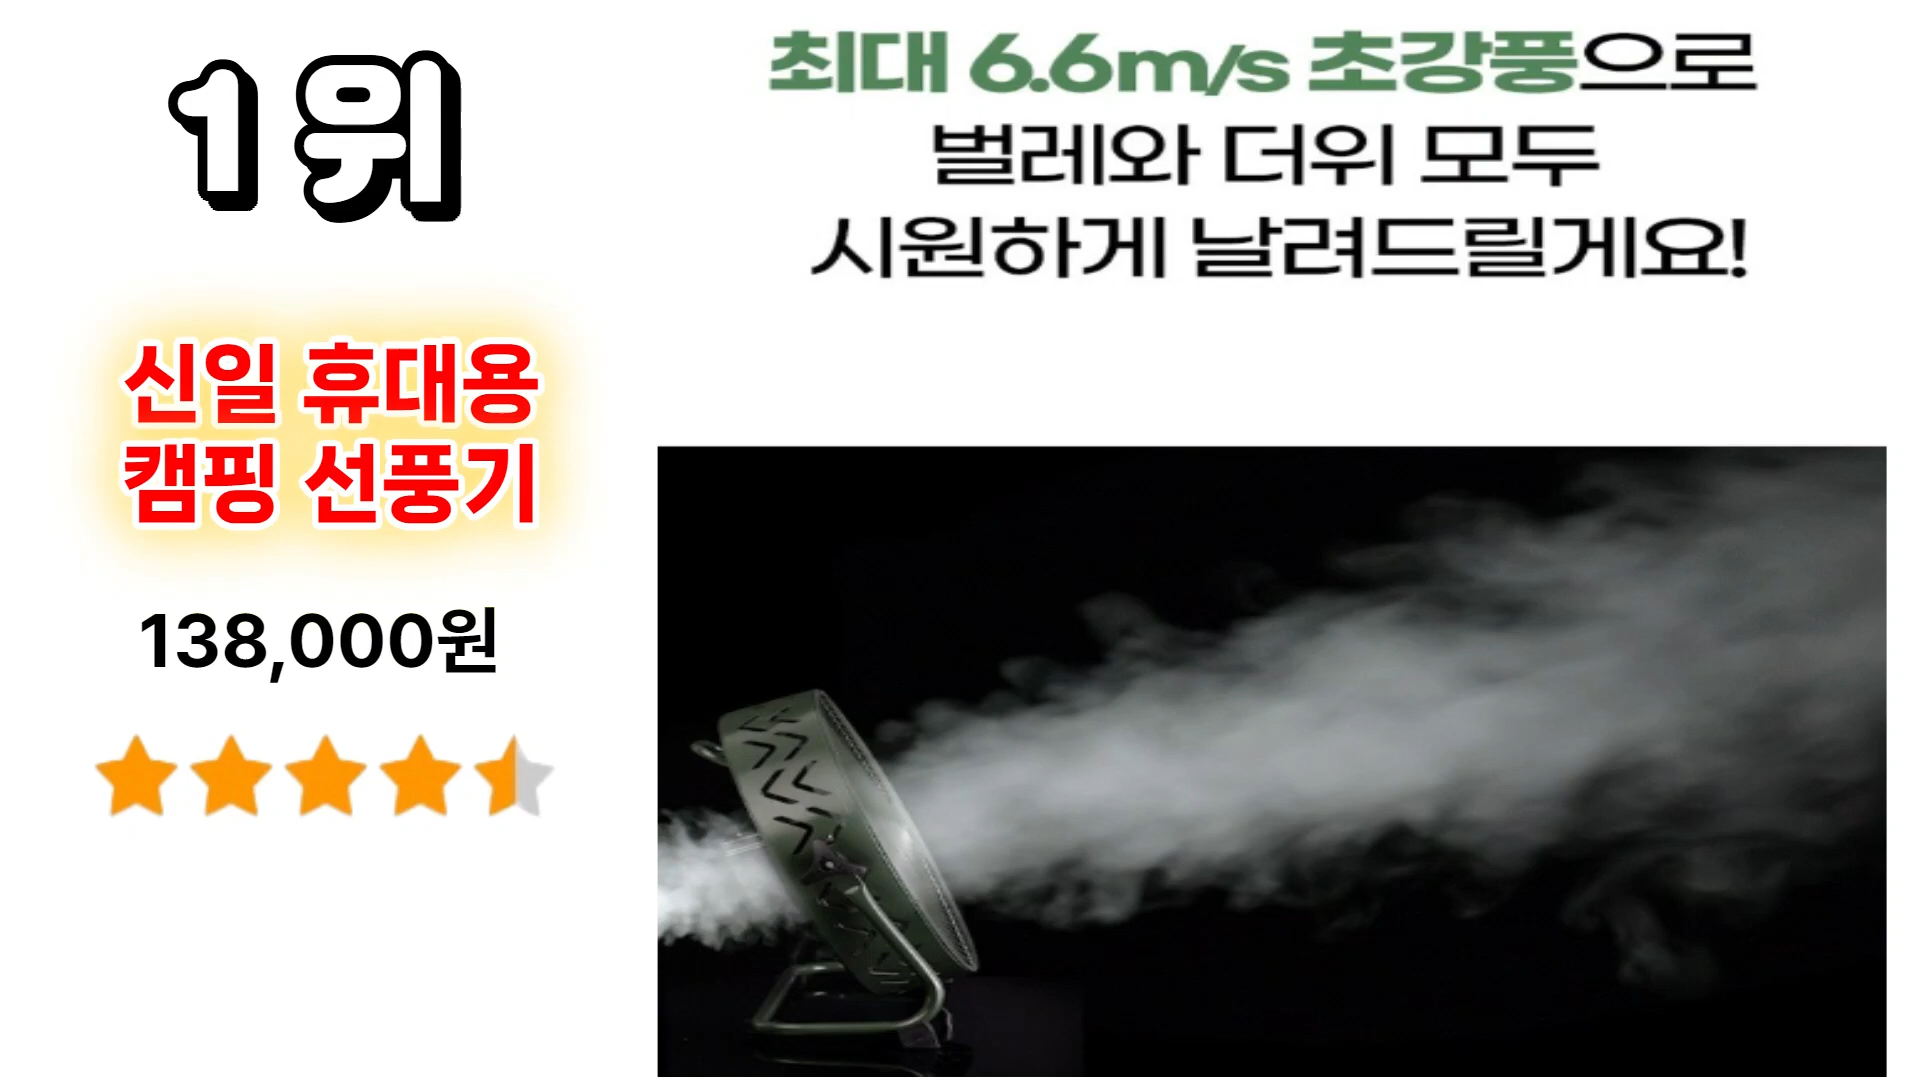 1위
신일 휴대용
캠핑 선풍기
138,000원
최대 6.6m/s 초강풍으로
벌레와 더위 모두
시원하게 날려드릴게요!